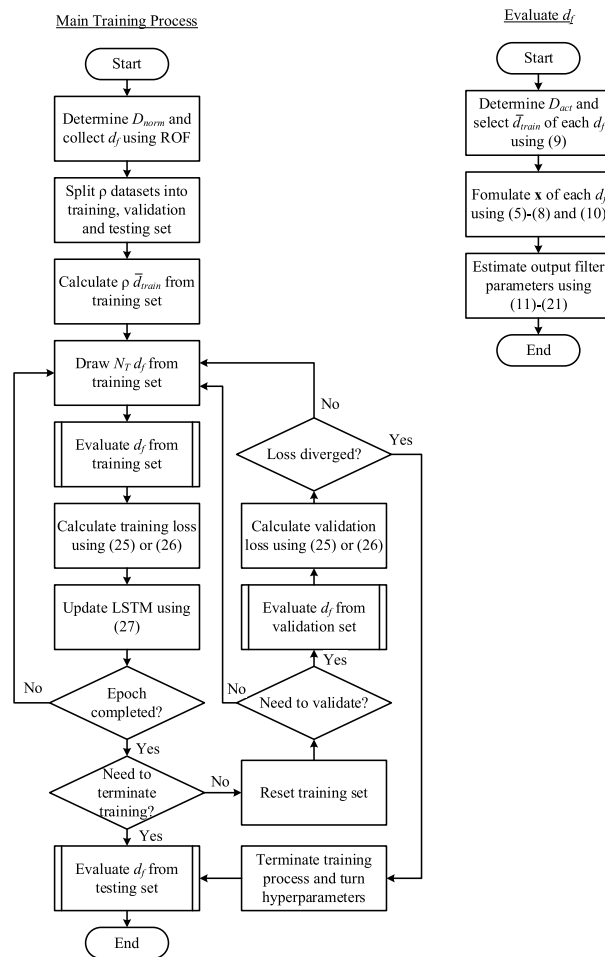 Main Training Process
Start
Determine D_norm and
collect d_f using ROF
Split ρ datasets into
training, validation
and testing set
Calculate ρ d̅_train from
training set
Draw N_T d_f from
training set
Evaluate d_f from
training set
Calculate training loss
using (25) or (26)
Update LSTM using
(27)
No
Epoch
completed?
Yes
Need to
terminate
training?
No
Yes
Evaluate d_f from
testing set
End
Reset training set
No
Need to validate?
Yes
Evaluate d_f from
validation set
Calculate validation
loss using (25) or (26)
Loss diverged?
No
Yes
Terminate training
process and turn
hyperparameters
Evaluate d_f
Start
Determine D_act and
select d̅_train of each d_f
using (9)
Fomulate x of each d_f
using (5)-(8) and (10)
Estimate output filter
parameters using
(11)-(21)
End